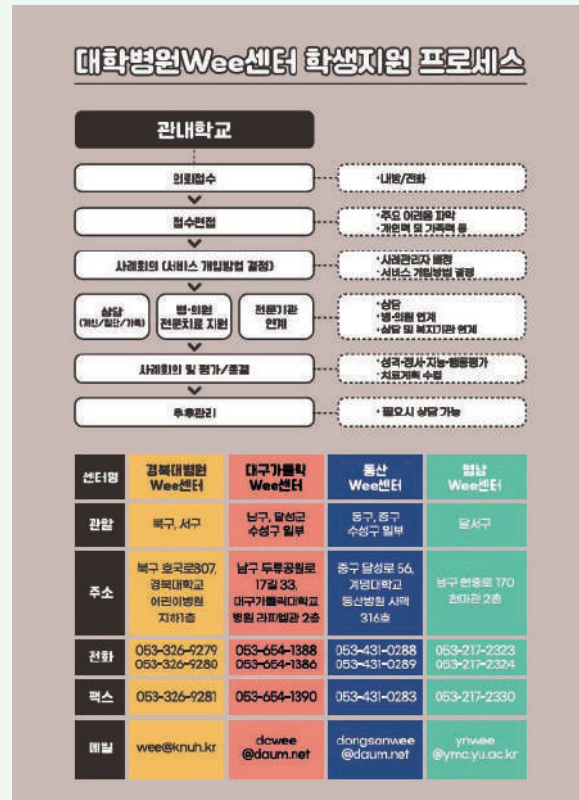 대학병원Wee센터 학생지원 프로세스
관내학교
의뢰접수
·내방/전화
접수면접
·주요 어려움 파악
·개인력 및 가족력 등
사례회의 (서비스 개입방법 결정)
·사례관리자 배정
·서비스 개입방법 결정
상담
(개인/집단/가족)
병·의원
전문치료 지원
전문기관
연계
·상담
·병·의원 연계
·상담 및 복지기관 연계
사례회의 및 평가/종결
·성격·정서·지능·행동평가
·치료계획 수립
추후관리
·필요시 상담 가능
센터명
경북대병원
Wee센터
대구가톨릭
Wee센터
동산
Wee센터
영남
Wee센터
관할
북구, 서구
남구, 달성군
수성구 일부
동구, 중구
수성구 일부
달서구
주소
북구 호국로807,
경북대학교
어린이병원
지하1층
남구 두류공원로
17길 33,
대구가톨릭대학교
병원 라파엘관 2층
중구 달성로 56,
계명대학교
동산병원 사택
316호
남구 현충로 170
천마관 2층
전화
053-326-9279
053-326-9280
053-654-1388
053-654-1386
053-431-0288
053-431-0289
053-217-2323
053-217-2324
팩스
053-326-9281
053-654-1390
053-431-0283
053-217-2330
메일
wee@knuh.kr
dcwee
@daum.net
dongsanwee
@daum.net
ynwee
@ymc.yu.ac.kr